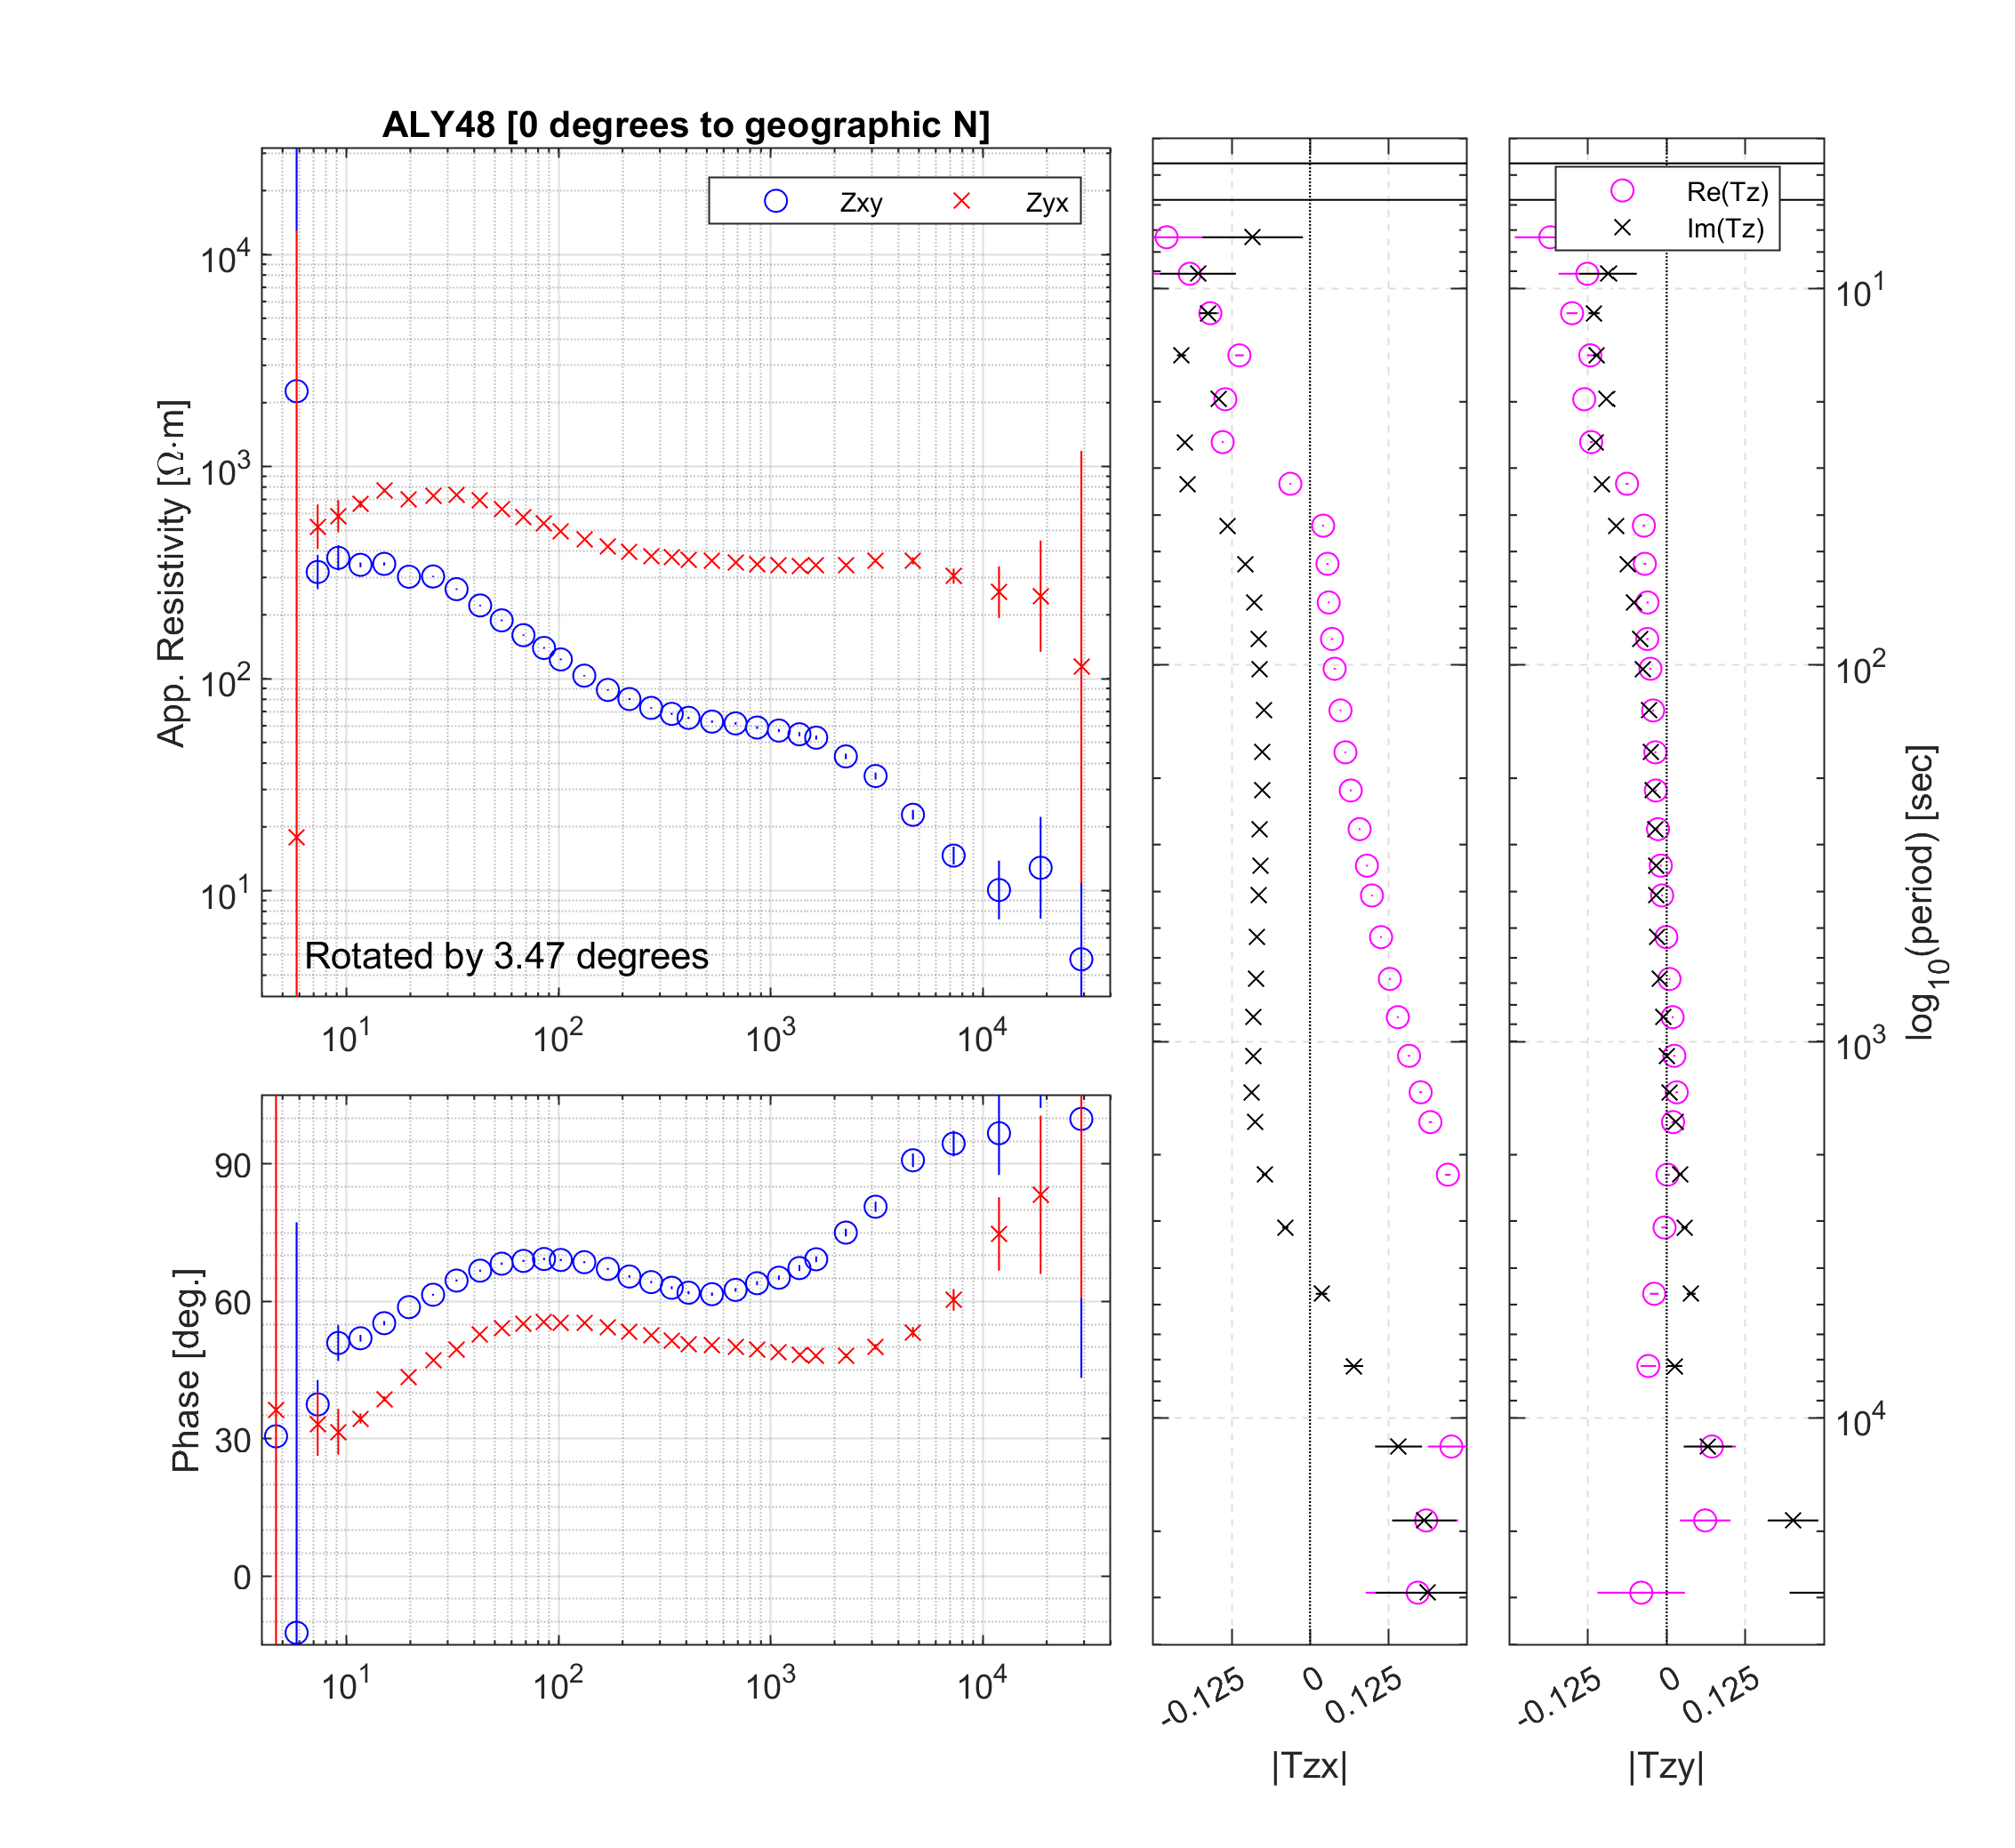 ALY48 [0 degrees to geographic N]
Zxy Zyx
App. Resistivity [Ω·m]
10^4
10^3
10^2
10^1
Rotated by 3.47 degrees
10^1 10^2 10^3 10^4
Phase [deg.]
90
60
30
0
10^1 10^2 10^3 10^4
-0.125 0 0.125
|Tzx|
Re(Tz)
Im(Tz)
10^1
10^2
10^3
10^4
log_10(period) [sec]
-0.125 0 0.125
|Tzy|